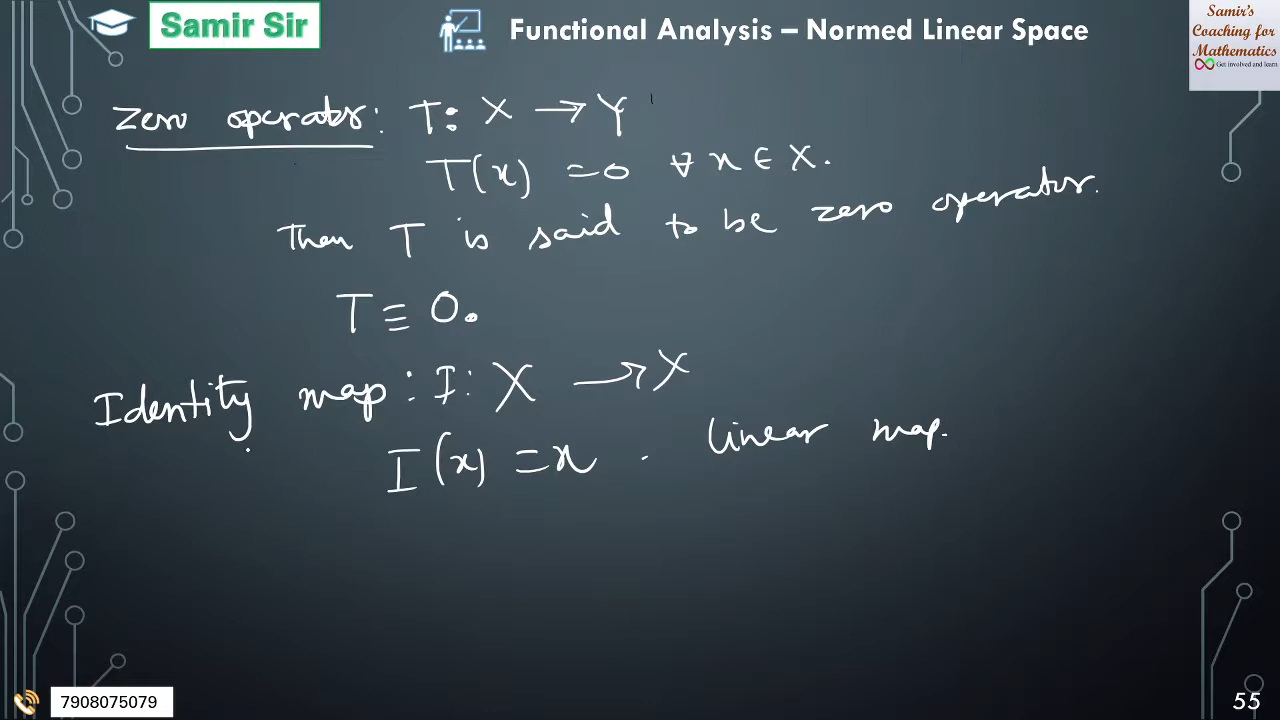 Samir Sir
Functional Analysis – Normed Linear Space
Samir's
Coaching for
Mathematics
Get involved and learn
Zero operator: T: X → Y
T(x) = 0 ∀ x ∈ X.
Then T is said to be zero operator.
T ≡ 0.
Identity map: I: X → X
I(x) = x . linear map.
7908075079
55